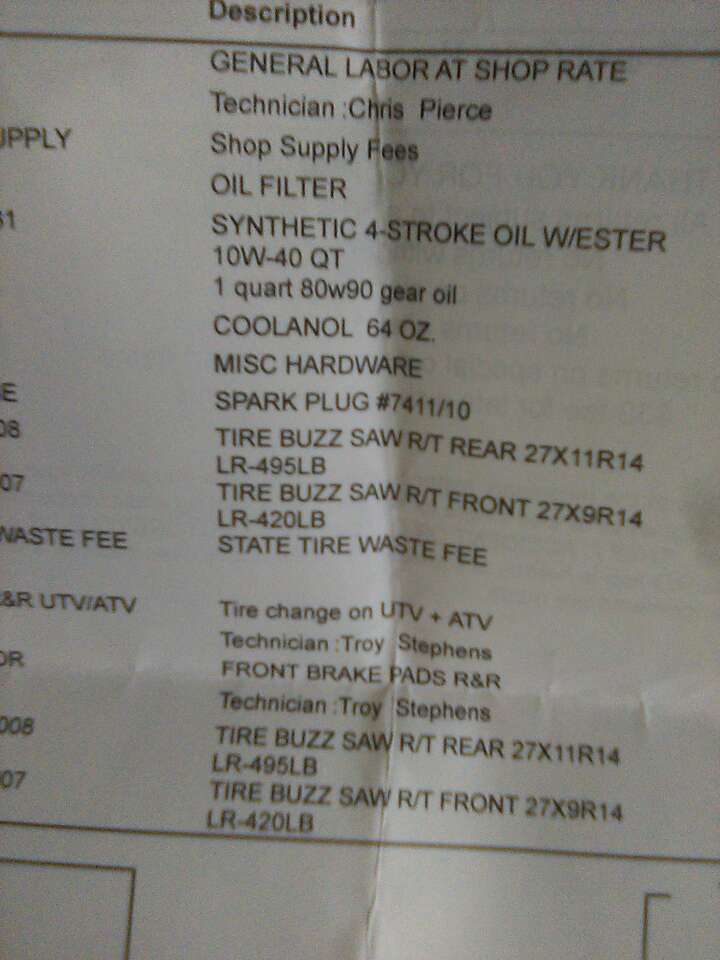 Description
GENERAL LABOR AT SHOP RATE
Technician :Chris Pierce
UPPLY Shop Supply Fees
OIL FILTER
51 SYNTHETIC 4-STROKE OIL W/ESTER
10W-40 QT
1 quart 80w90 gear oil
COOLANOL 64 OZ.
MISC HARDWARE
E SPARK PLUG #7411/10
08 TIRE BUZZ SAW R/T REAR 27X11R14
LR-495LB
07 TIRE BUZZ SAW R/T FRONT 27X9R14
LR-420LB
WASTE FEE STATE TIRE WASTE FEE
&R UTV/ATV Tire change on UTV + ATV
Technician :Troy Stephens
OR FRONT BRAKE PADS R&R
Technician :Troy Stephens
008 TIRE BUZZ SAW R/T REAR 27X11R14
LR-495LB
07 TIRE BUZZ SAW R/T FRONT 27X9R14
LR-420LB